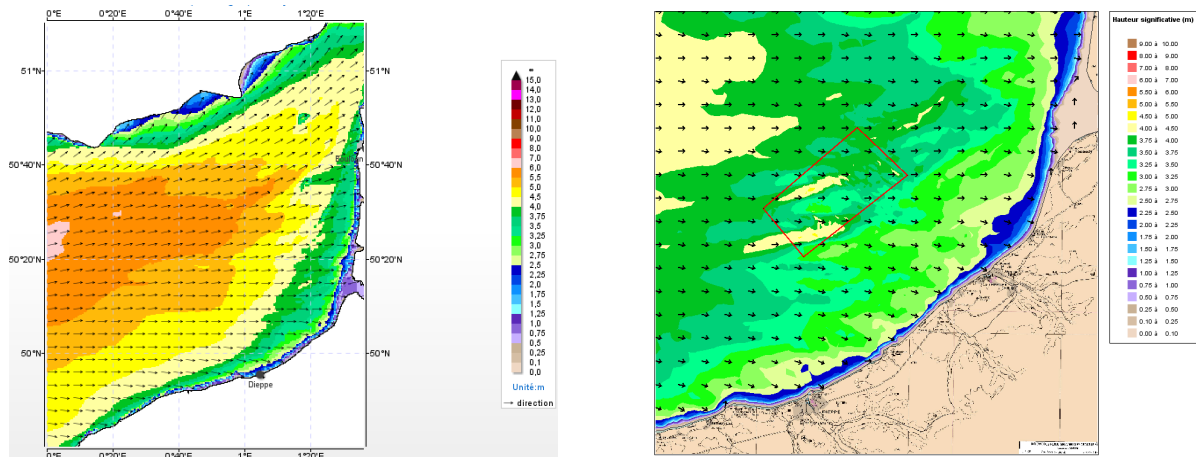 0°E
0°20'E
0°40'E
1°E
1°20'E
51°N
50°40'N
50°20'N
50°N
Dieppe
0°E
0°20'E
0°40'E
1°E
1°20'E
15,0
14,0
13,0
12,0
11,0
10,0
9,0
8,0
7,0
6,0
5,5
5,0
4,5
4,0
3,75
3,5
3,25
3,0
2,75
2,5
2,25
2,0
1,75
1,5
1,25
1,0
0,75
0,5
0,25
0,1
0,0
Unité:m
direction
DIEPPE
Hauteur significative (m)
9.00 à 10.00
8.00 à 9.00
7.00 à 8.00
6.00 à 7.00
5.50 à 6.00
5.00 à 5.50
4.50 à 5.00
4.00 à 4.50
3.75 à 4.00
3.50 à 3.75
3.25 à 3.50
3.00 à 3.25
2.75 à 3.00
2.50 à 2.75
2.25 à 2.50
2.00 à 2.25
1.75 à 2.00
1.50 à 1.75
1.25 à 1.50
1.00 à 1.25
0.75 à 1.00
0.50 à 0.75
0.25 à 0.50
0.10 à 0.25
0.00 à 0.10